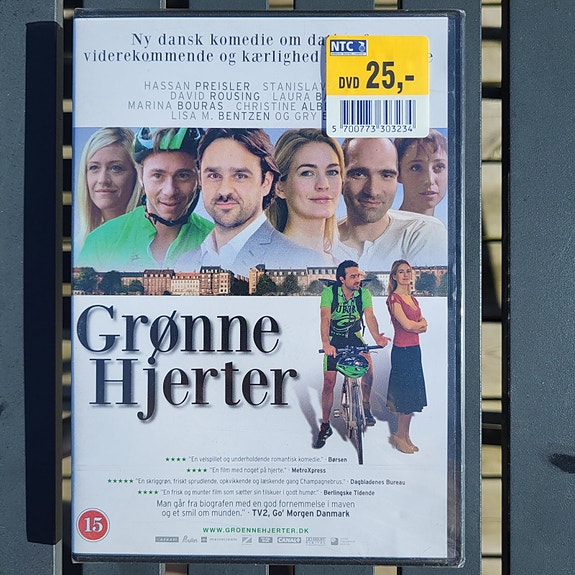 Ny dansk komedie om
viderekommende og kærlighed
NTC
DVD 25,-
5 700773 303234
HASSAN PREISLER STANISLAV
DAVID ROUSING LAURA
MARINA BOURAS CHRISTINE
LISA M. BENTZEN OG GRY
Grønne
Hjerter
"En velspillet og underholdende romantisk komedie." - Børsen
"En film med noget på hjerte." - MetroXpress
"En skriggrøn, friskt sprudlende, opkvikkende og læskende gang Champagnebrus." - Dagbladenes Bureau
"En frisk og munter film som sætter sin tilskuer i godt humør." - Berlingske Tidende
Man går fra biografen med en god fornemmelse i maven
og et smil om munden." - TV2, Go' Morgen Danmark
15
WWW.GROENNEHJERTER.DK
CANAL+